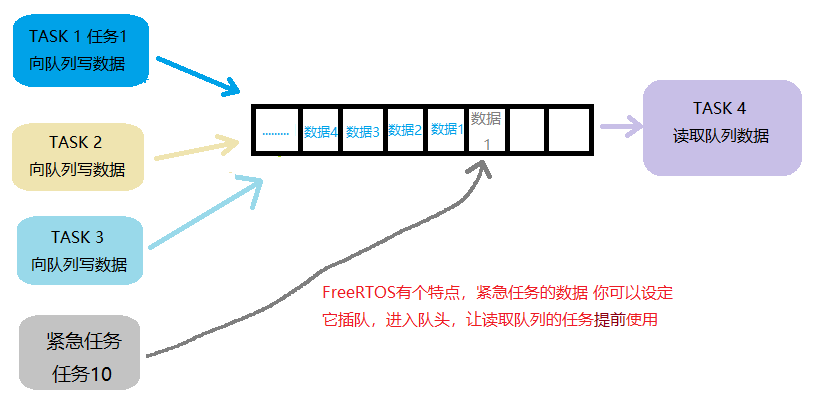 TASK 1 任务1
向队列写数据
TASK 2
向队列写数据
TASK 3
向队列写数据
紧急任务
任务10
.........
数据4
数据3
数据2
数据1
数据
1
TASK 4
读取队列数据
FreeRTOS有个特点，紧急任务的数据 你可以设定
它插队，进入队头，让读取队列的任务提前使用